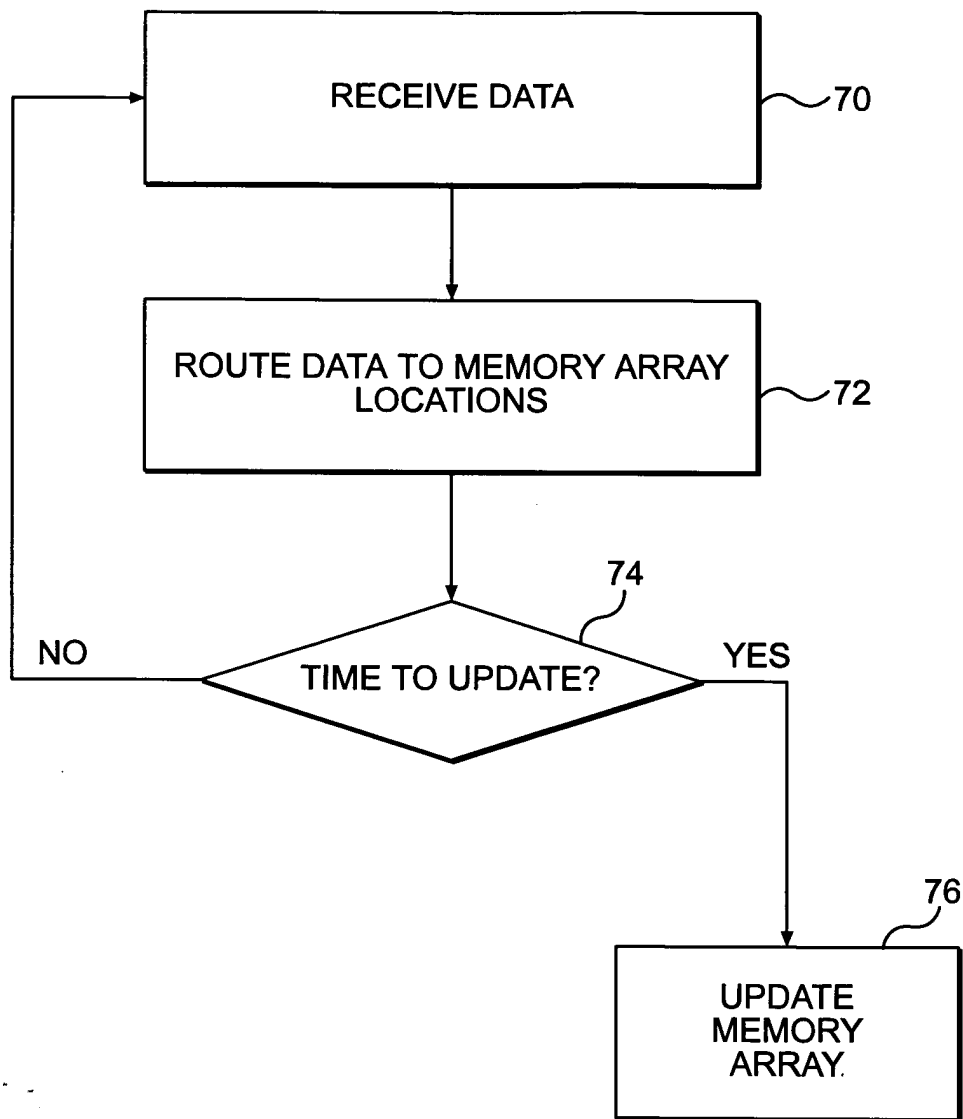 RECEIVE DATA
70
ROUTE DATA TO MEMORY ARRAY
LOCATIONS
72
74
NO
TIME TO UPDATE?
YES
76
UPDATE
MEMORY
ARRAY